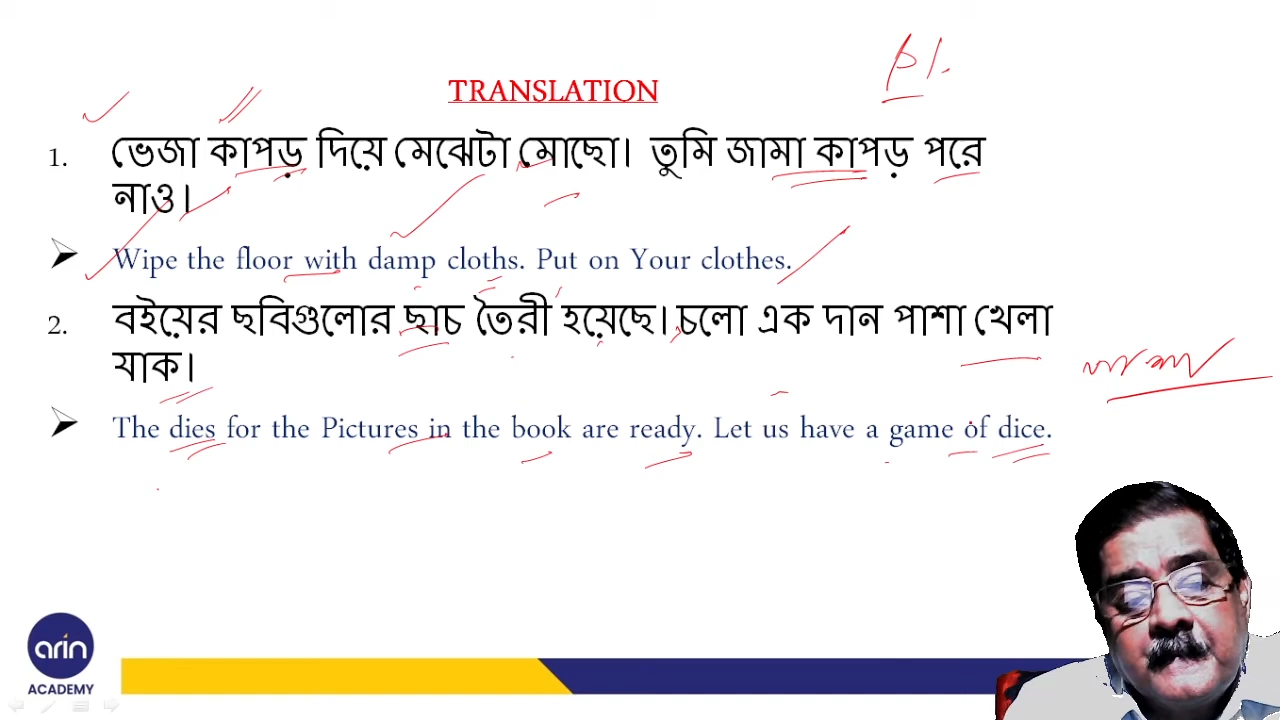 TRANSLATION
1. ভেজা কাপড় দিয়ে মেঝেটা মোছো। তুমি জামা কাপড় পরে
নাও।
Wipe the floor with damp cloths. Put on Your clothes.
2. বইয়ের ছবিগুলোর ছাচ তৈরী হয়েছে। চলো এক দান পাশা খেলা
যাক।
The dies for the Pictures in the book are ready. Let us have a game of dice.
arin
ACADEMY